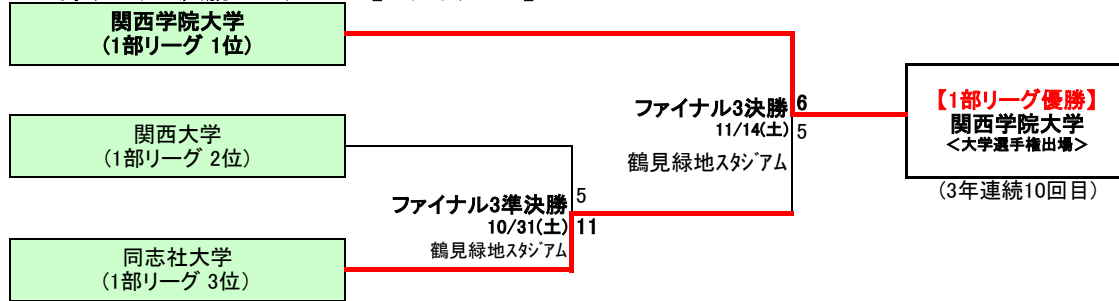 関西学院大学
(1部リーグ 1位)
関西大学
(1部リーグ 2位)
同志社大学
(1部リーグ 3位)
ファイナル3準決勝
10/31(土)
鶴見緑地スタジアム
5
11
ファイナル3決勝
11/14(土)
鶴見緑地スタジアム
6
5
【1部リーグ優勝】
関西学院大学
<大学選手権出場>
(3年連続10回目)